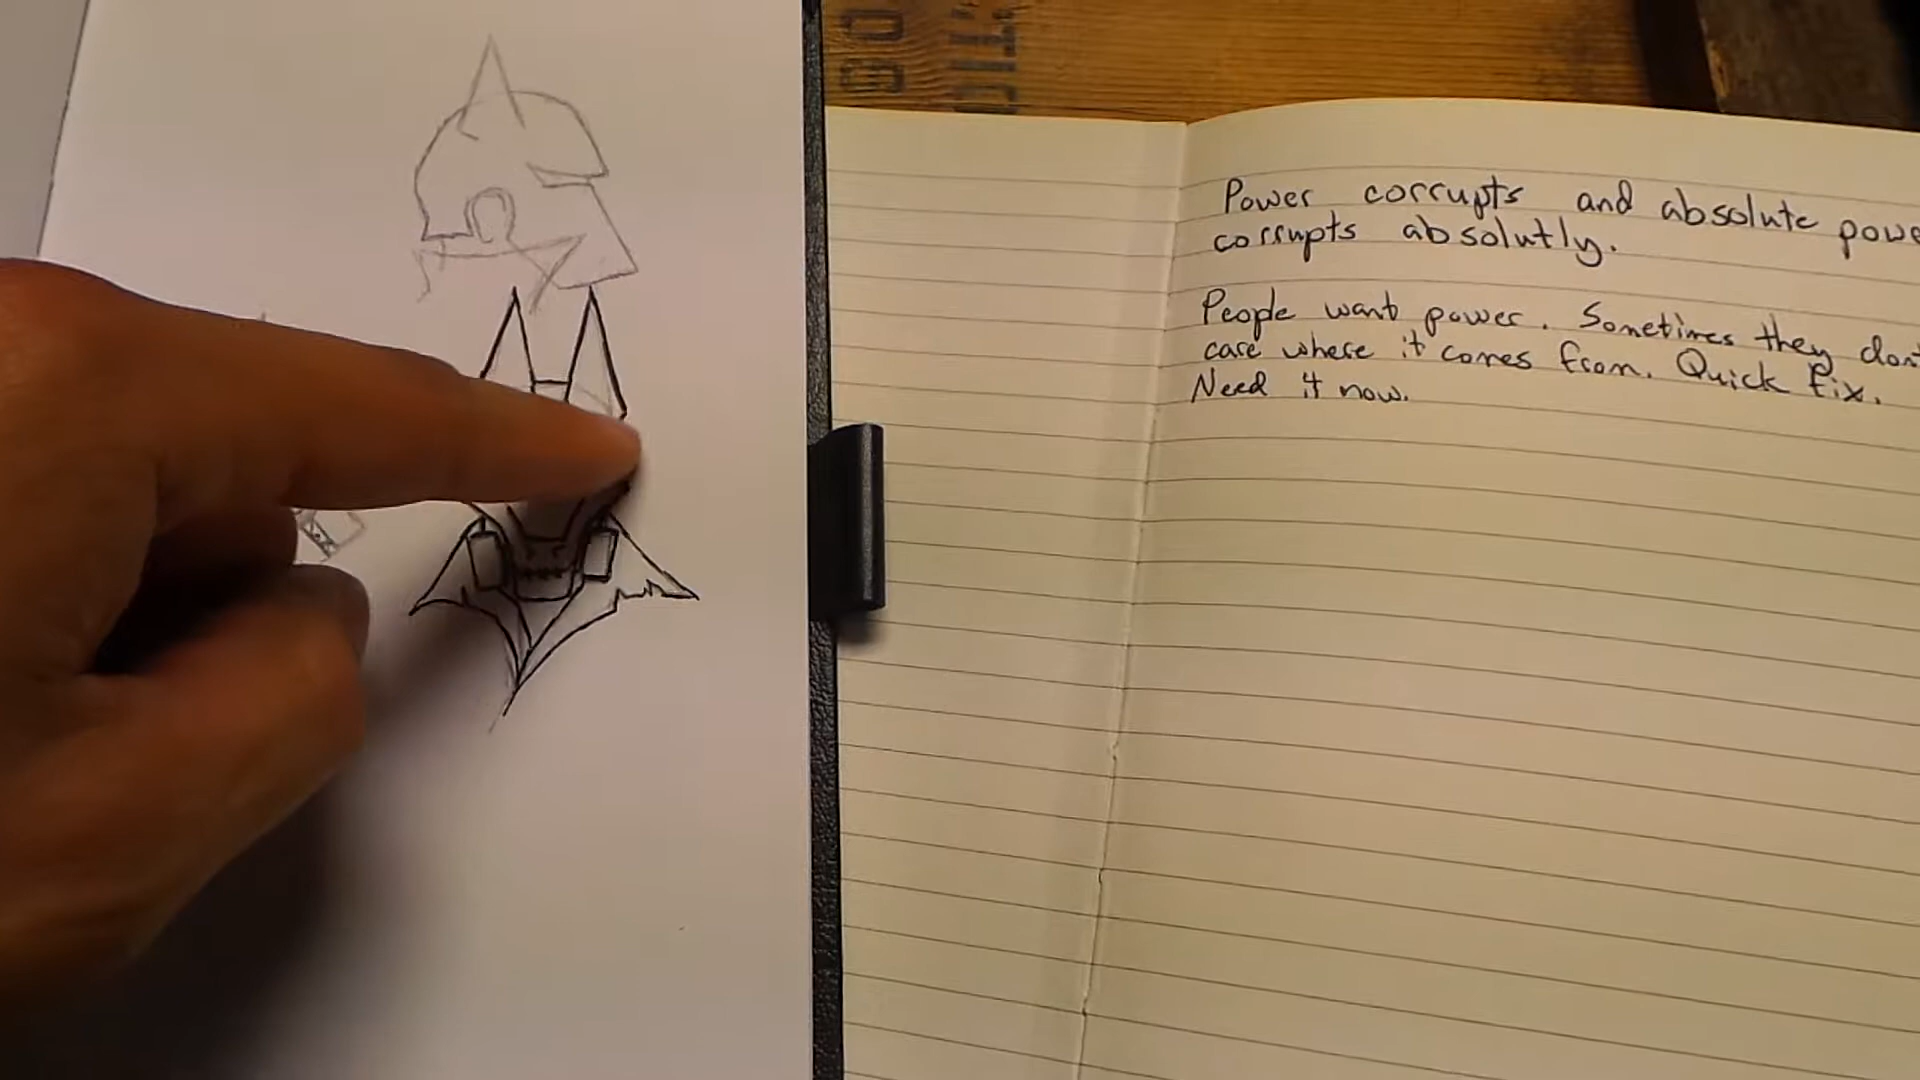 Power corrupts and absolute powe
corrupts absolutly.
People want power. Sometimes they don't
care where it comes from. Quick fix.
Need it now.